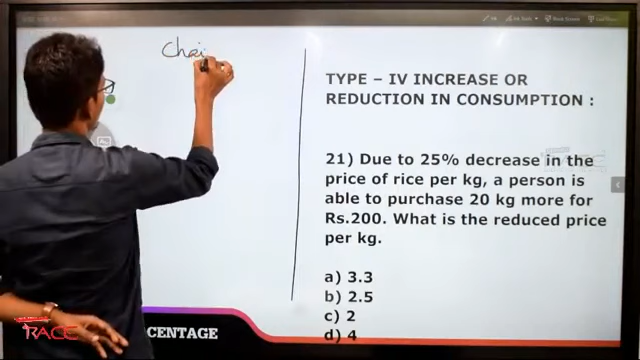 Chai
TYPE – IV INCREASE OR
REDUCTION IN CONSUMPTION :
21) Due to 25% decrease in the
price of rice per kg, a person is
able to purchase 20 kg more for
Rs.200. What is the reduced price
per kg.
a) 3.3
b) 2.5
c) 2
d) 4
RACE
CENTAGE